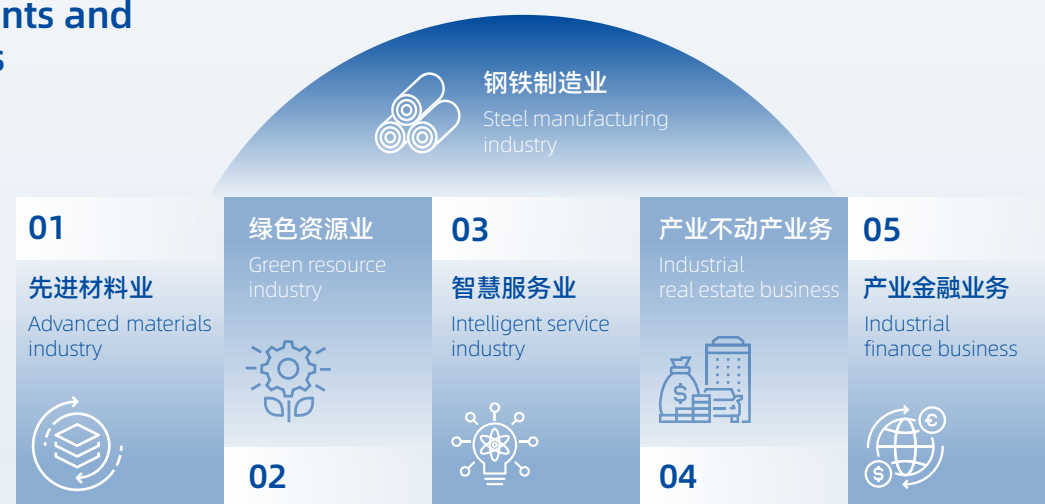 nts and
s
钢铁制造业
Steel manufacturing
industry
01
先进材料业
Advanced materials
industry
绿色资源业
Green resource
industry
02
03
智慧服务业
Intelligent service
industry
产业不动产业务
Industrial
real estate business
$
04
05
产业金融业务
Industrial
finance business
€
$